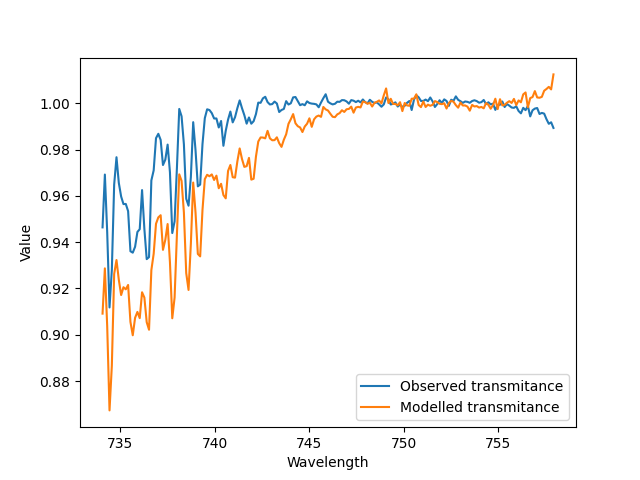 1.00
0.98
0.96
0.94
0.92
0.90
0.88
Value
Observed transmitance
Modelled transmitance
735 740 745 750 755
Wavelength